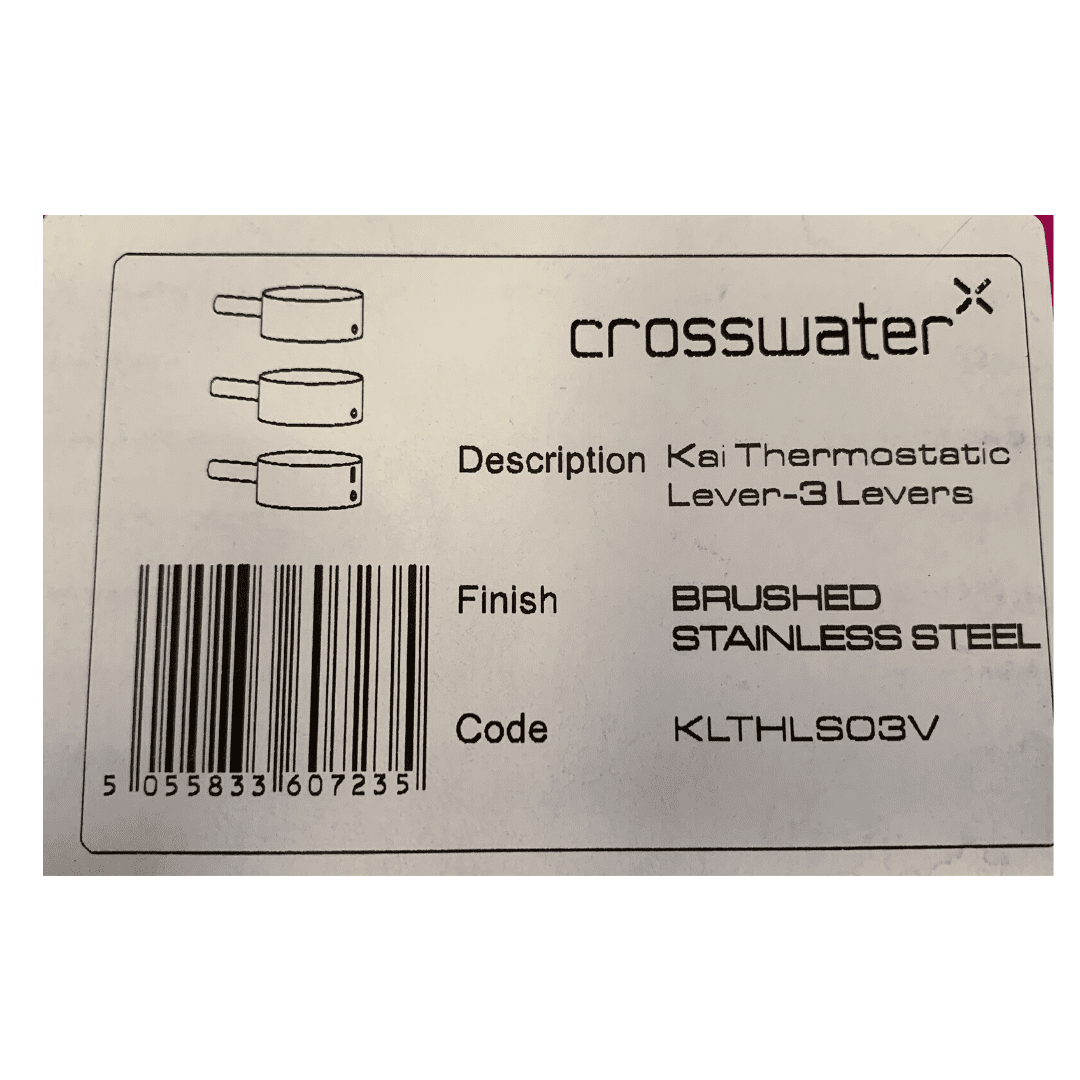 crosswater
Description Kai Thermostatic
Lever-3 Levers
Finish BRUSHED
STAINLESS STEEL
Code KLTHLS03V
5 055833 607235